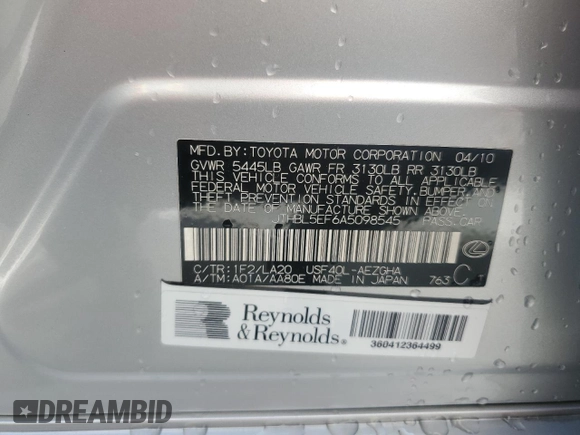 MFD. BY: TOYOTA MOTOR CORPORATION 04/10
GVWR 5445LB GAWR FR 3130LB RR 3130LB
THIS VEHICLE CONFORMS TO ALL APPLICABLE
FEDERAL MOTOR VEHICLE SAFETY, BUMPER, AND
THEFT PREVENTION STANDARDS IN EFFECT ON
THE DATE OF MANUFACTURE SHOWN ABOVE.
JTHBL5EF6A5098545 PASS-CAR
C/TR: 1F2/LA20 USF40L-AEZGHA
A/TM: A01A/AA80E MADE IN JAPAN 763 C
Reynolds
& Reynolds®
360412364499
DREAMBID